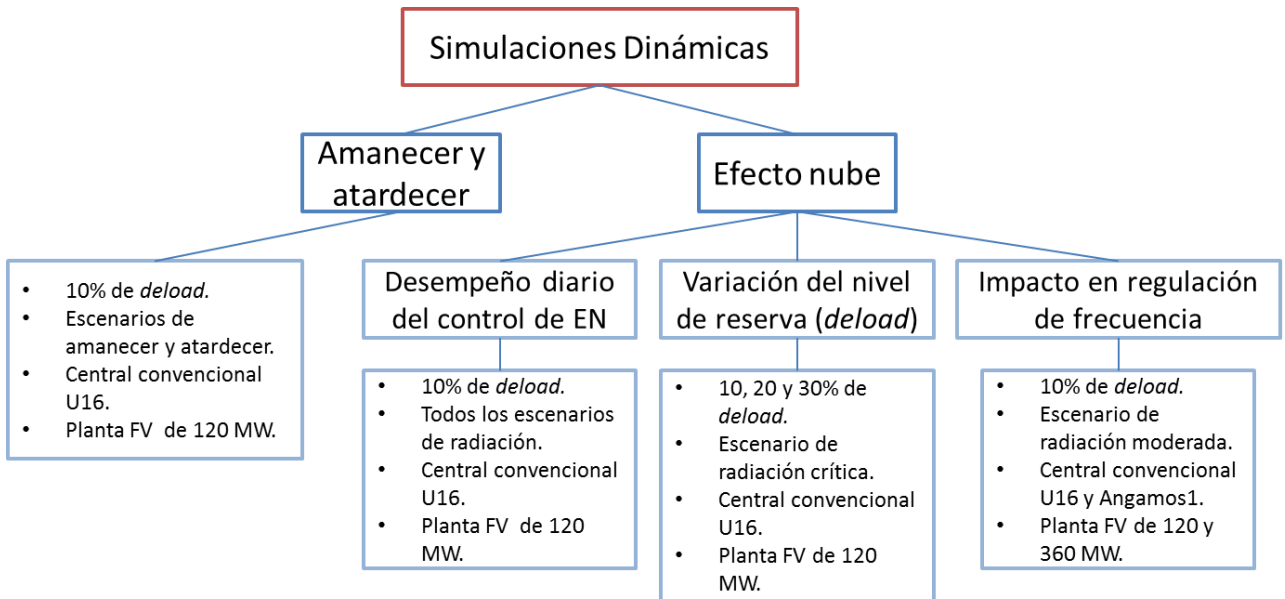 Simulaciones Dinámicas
Amanecer y
atardecer
Efecto nube
• 10% de deload.
• Escenarios de
amanecer y atardecer.
• Central convencional
U16.
• Planta FV de 120 MW.
Desempeño diario
del control de EN
• 10% de deload.
• Todos los escenarios
de radiación.
• Central convencional
U16.
• Planta FV de 120
MW.
Variación del nivel
de reserva (deload)
• 10, 20 y 30% de
deload.
• Escenario de
radiación crítica.
• Central convencional
U16.
• Planta FV de 120
MW.
Impacto en regulación
de frecuencia
• 10% de deload.
• Escenario de
radiación moderada.
• Central convencional
U16 y Angamos1.
• Planta FV de 120 y
360 MW.